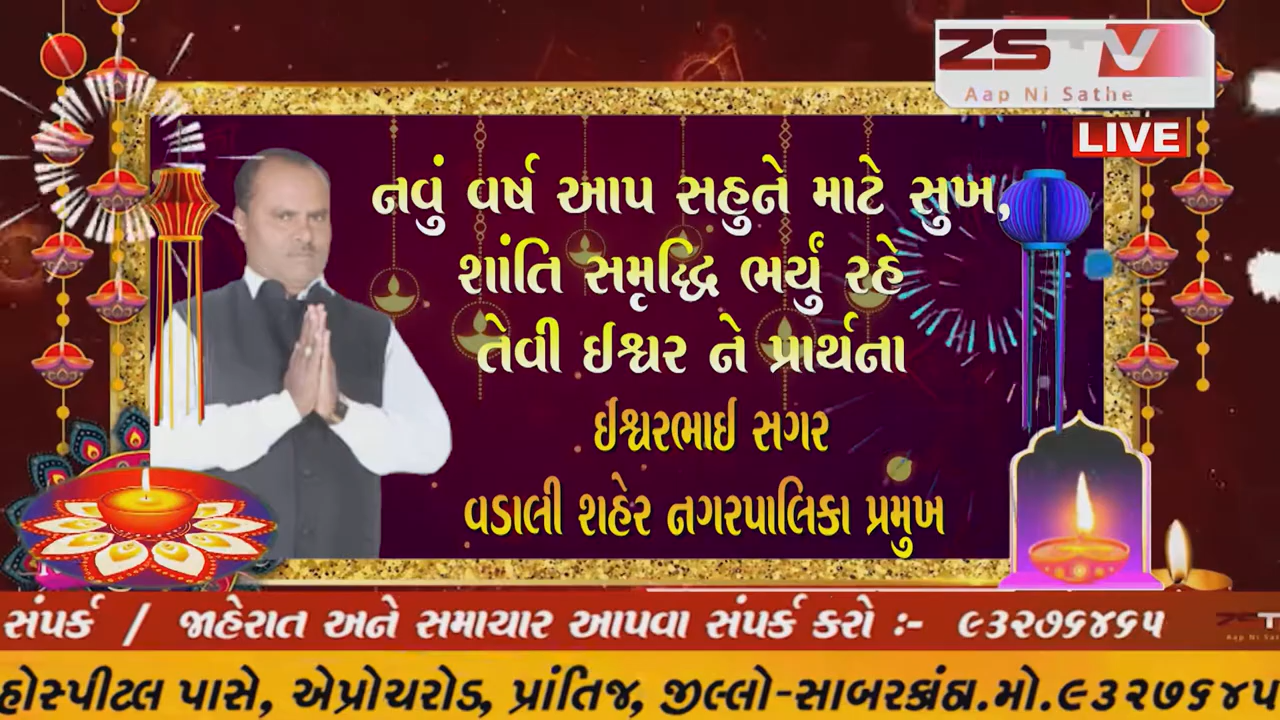 ZSTV
Aap Ni Sathe
LIVE
નવું વર્ષ આપ સહુને માટે સુખ,
શાંતિ સમૃદ્ધિ ભર્યું રહે
તેવી ઈશ્વર ને પ્રાર્થના
ઈશ્વરભાઈ સગર
વડાલી શહેર નગરપાલિકા પ્રમુખ
સંપર્ક / જાહેરાત અને સમાચાર આપવા સંપર્ક કરો :- ૯૩૨૭૬૪૬૫
હોસ્પીટલ પાસે, એપ્રોચરોડ, પ્રાંતિજ, જીલ્લો-સાબરકાંઠા.મો.૯૩૨૭૬૪૫